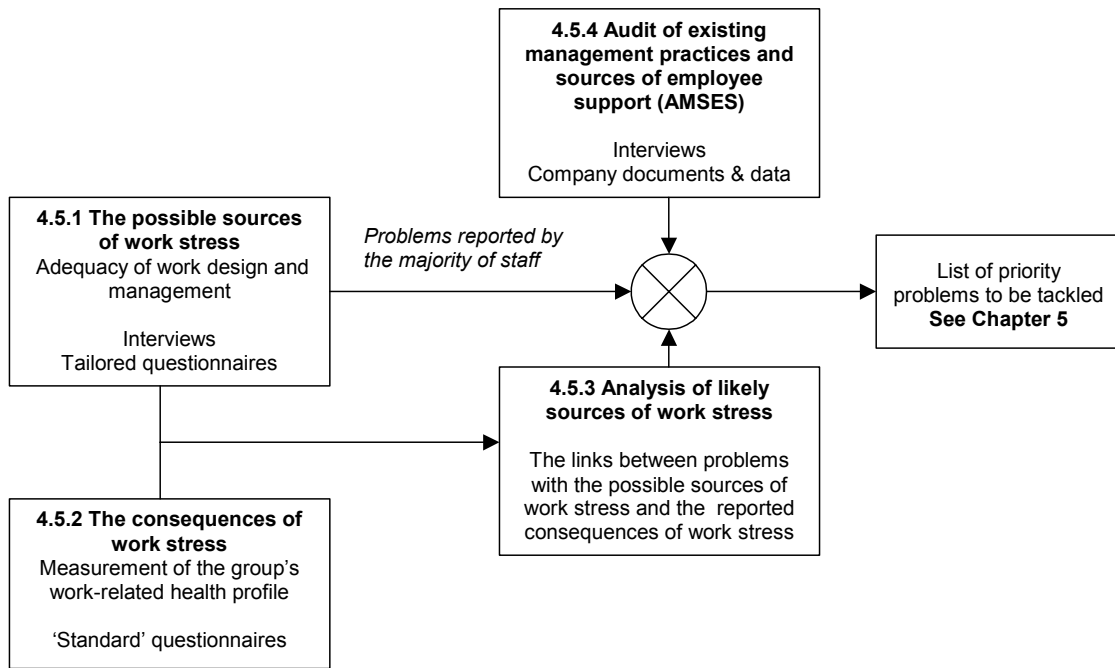 4.5.4 Audit of existing
management practices and
sources of employee
support (AMSES)
Interviews
Company documents & data
4.5.1 The possible sources
of work stress
Adequacy of work design and
management
Interviews
Tailored questionnaires
Problems reported by
the majority of staff
List of priority
problems to be tackled
See Chapter 5
4.5.3 Analysis of likely
sources of work stress
The links between problems
with the possible sources of
work stress and the reported
consequences of work stress
4.5.2 The consequences of
work stress
Measurement of the group’s
work-related health profile
‘Standard’ questionnaires